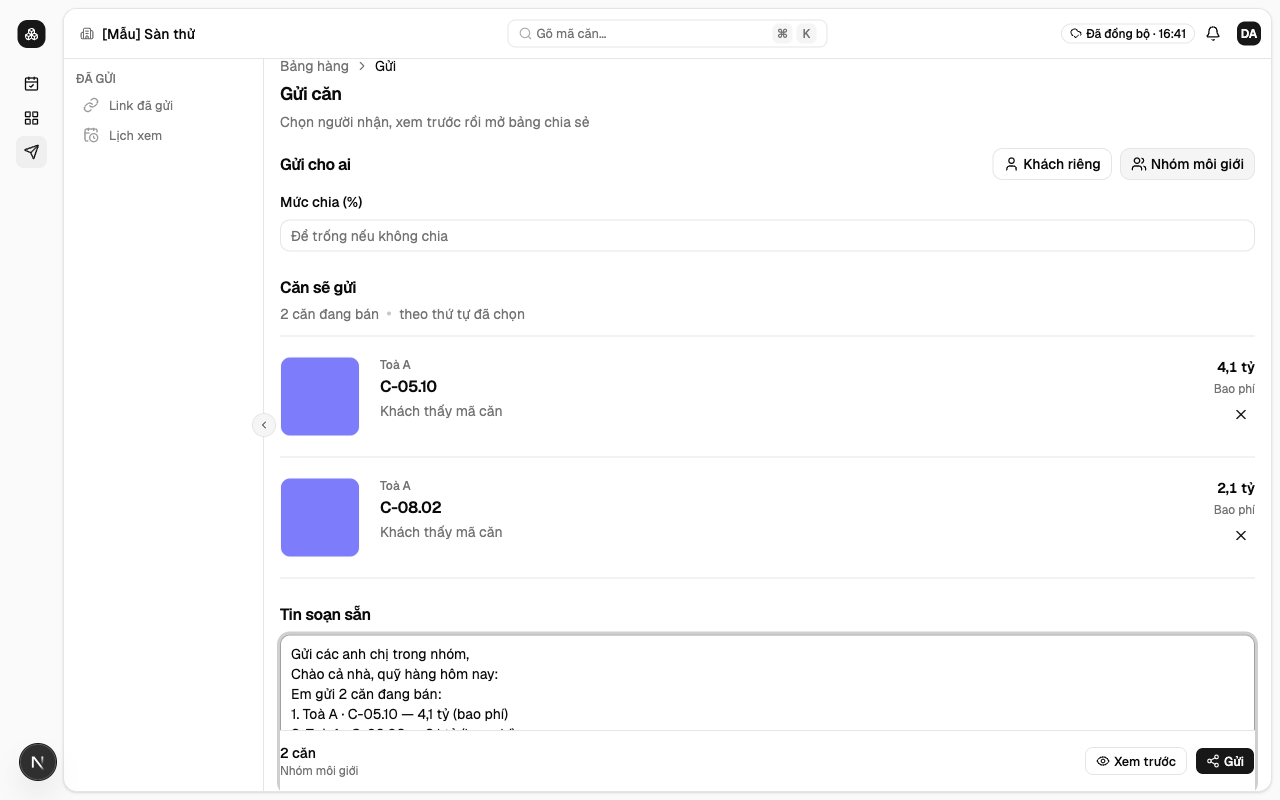 [Mẫu] Sàn thử
Gõ mã căn...
⌘ K
Đã đồng bộ · 16:41
DA
ĐÃ GỬI
Link đã gửi
Lịch xem
Bảng hàng > Gửi
Gửi căn
Chọn người nhận, xem trước rồi mở bảng chia sẻ
Gửi cho ai
Khách riêng
Nhóm môi giới
Mức chia (%)
Để trống nếu không chia
Căn sẽ gửi
2 căn đang bán • theo thứ tự đã chọn
Toà A
C-05.10
Khách thấy mã căn
4,1 tỷ
Bao phí
Toà A
C-08.02
Khách thấy mã căn
2,1 tỷ
Bao phí
Tin soạn sẵn
Gửi các anh chị trong nhóm,
Chào cả nhà, quỹ hàng hôm nay:
Em gửi 2 căn đang bán:
1. Toà A · C-05.10 — 4,1 tỷ (bao phí)
2 căn
Nhóm môi giới
Xem trước
Gửi
N